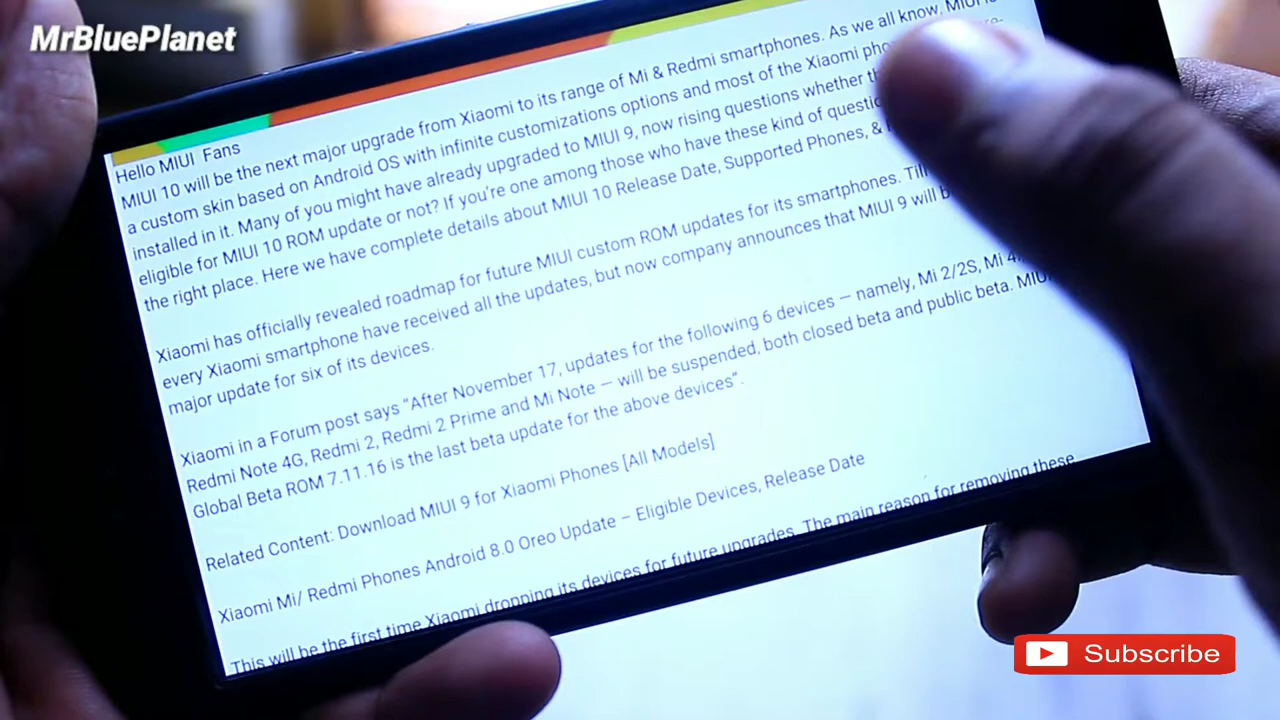 MrBluePlanet
Hello MIUI Fans
MIUI 10 will be the next major upgrade from Xiaomi to its range of Mi & Redmi smartphones. As we all know, MIUI is
a custom skin based on Android OS with infinite customizations options and most of the Xiaomi
installed in it. Many of you might have already upgraded to MIUI 9, now rising questions whether
eligible for MIUI 10 ROM update or not? If you're one among those who have these kind of
the right place. Here we have complete details about MIUI 10 Release Date, Supported Phones, &
Xiaomi has officially revealed roadmap for future MIUI custom ROM updates for its smartphones.
every Xiaomi smartphone have received all the updates, but now company announces that MIUI 9 will
major update for six of its devices.
Xiaomi in a Forum post says “After November 17, updates for the following 6 devices — namely, Mi 2/2S, Mi
Redmi Note 4G, Redmi 2, Redmi 2 Prime and Mi Note — will be suspended, both closed beta and public beta. MIUI
Global Beta ROM 7.11.16 is the last beta update for the above devices”.
Related Content: Download MIUI 9 for Xiaomi Phones [All Models]
Xiaomi Mi/ Redmi Phones Android 8.0 Oreo Update – Eligible Devices, Release Date
This will be the first time Xiaomi dropping its devices for future upgrades. The main reason for removing these
Subscribe